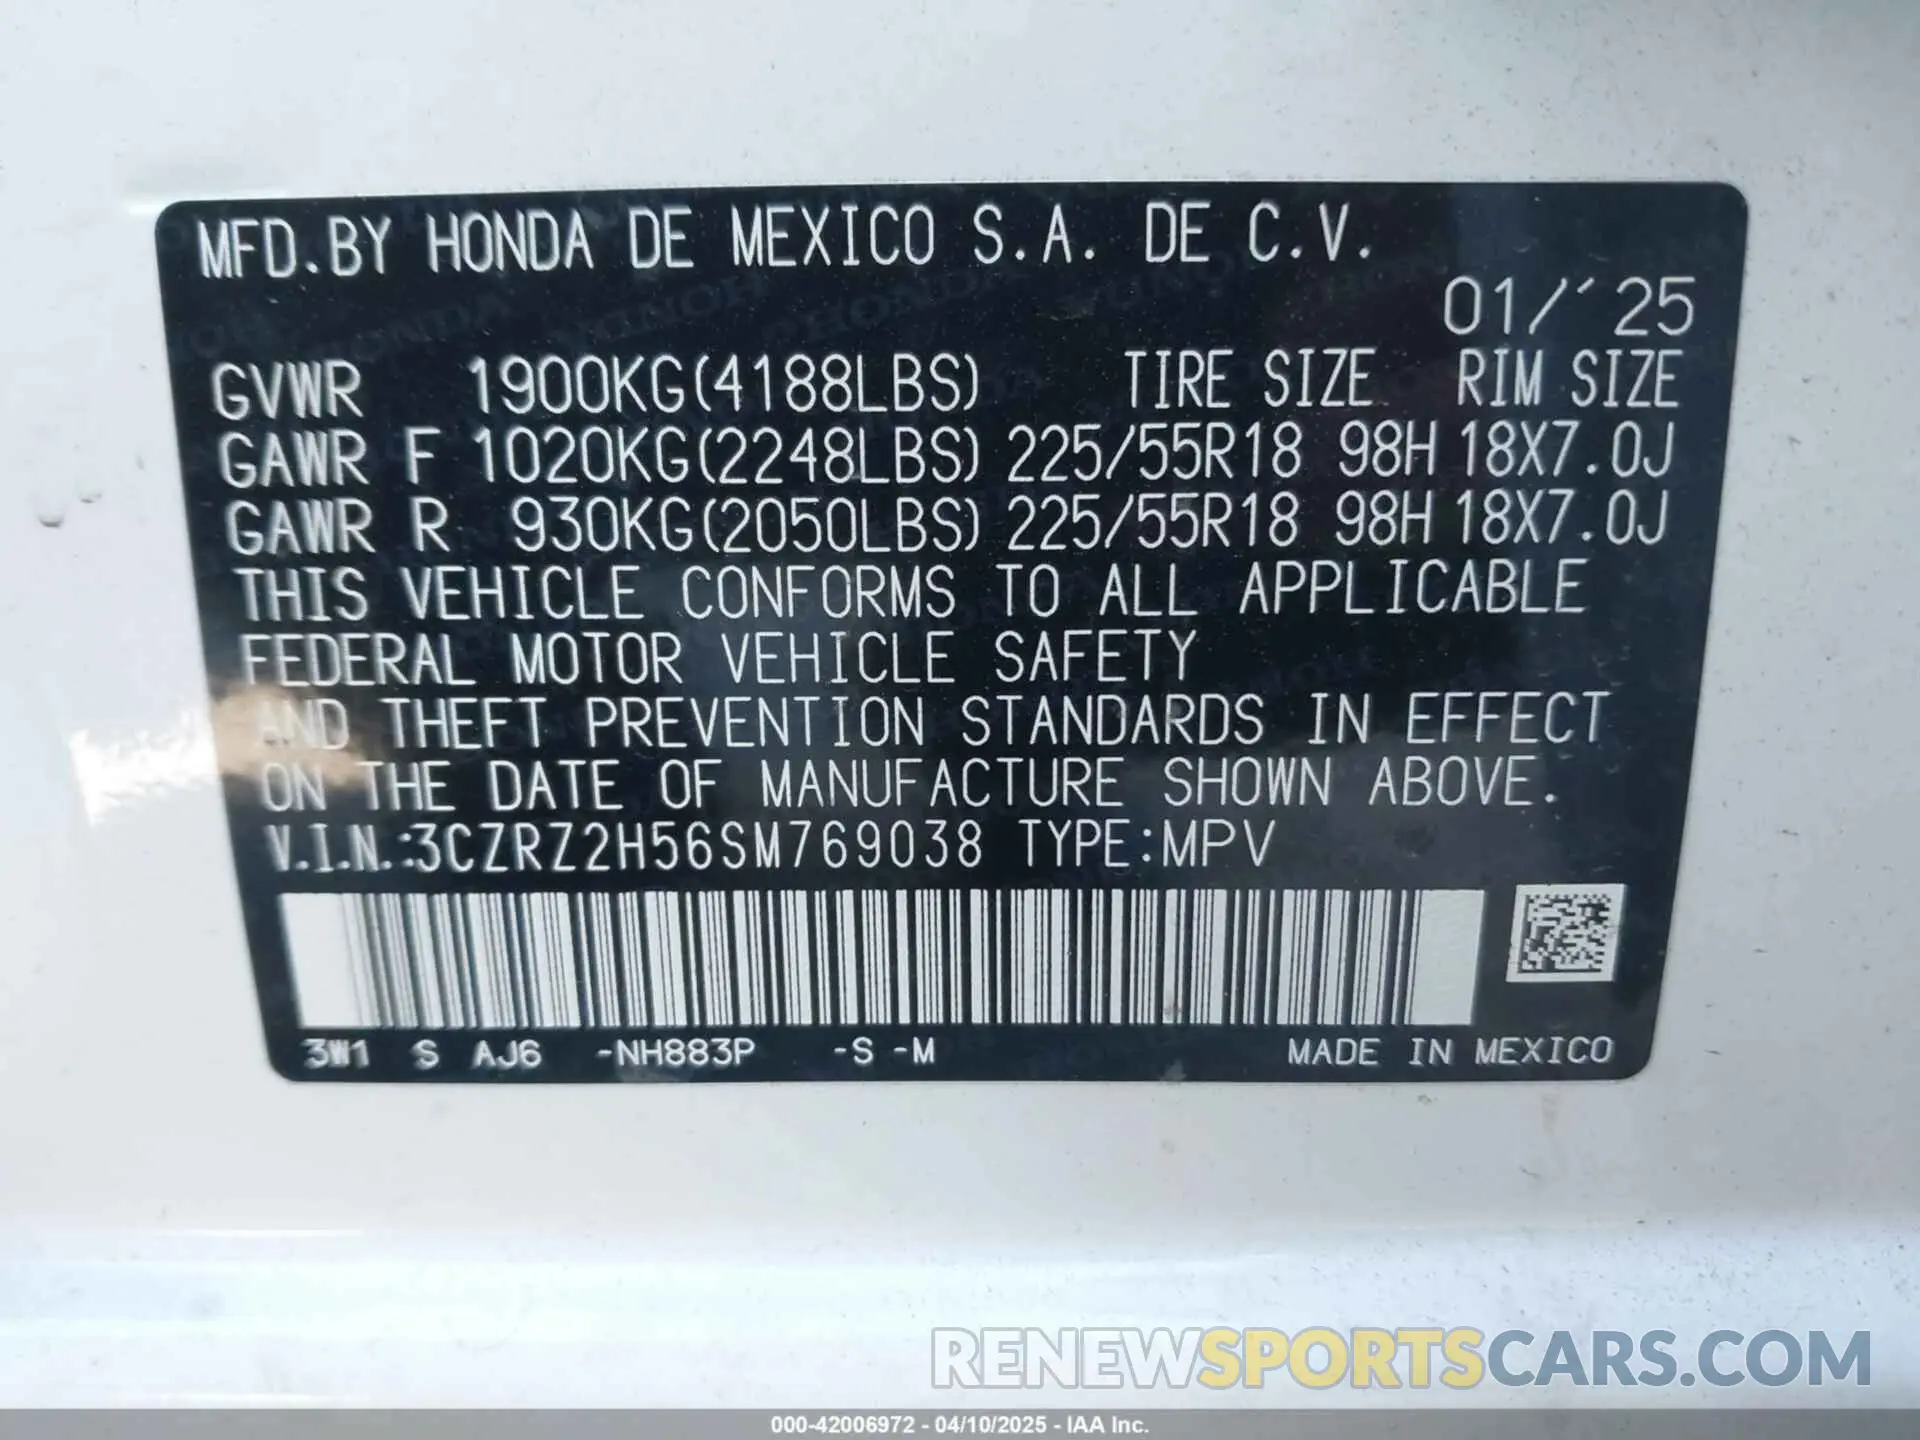 MFD.BY HONDA DE MEXICO S.A. DE C.V.
01/'25
GVWR 1900KG(4188LBS) TIRE SIZE RIM SIZE
GAWR F 1020KG(2248LBS) 225/55R18 98H 18X7.0J
GAWR R 930KG(2050LBS) 225/55R18 98H 18X7.0J
THIS VEHICLE CONFORMS TO ALL APPLICABLE
FEDERAL MOTOR VEHICLE SAFETY
AND THEFT PREVENTION STANDARDS IN EFFECT
ON THE DATE OF MANUFACTURE SHOWN ABOVE.
V.I.N.:3CZRZ2H56SM769038 TYPE:MPV
3W1 S AJ6 -NH883P -S -M MADE IN MEXICO
RENEWSPORTSCARS.COM
000-42006972 - 04/10/2025 - IAA Inc.